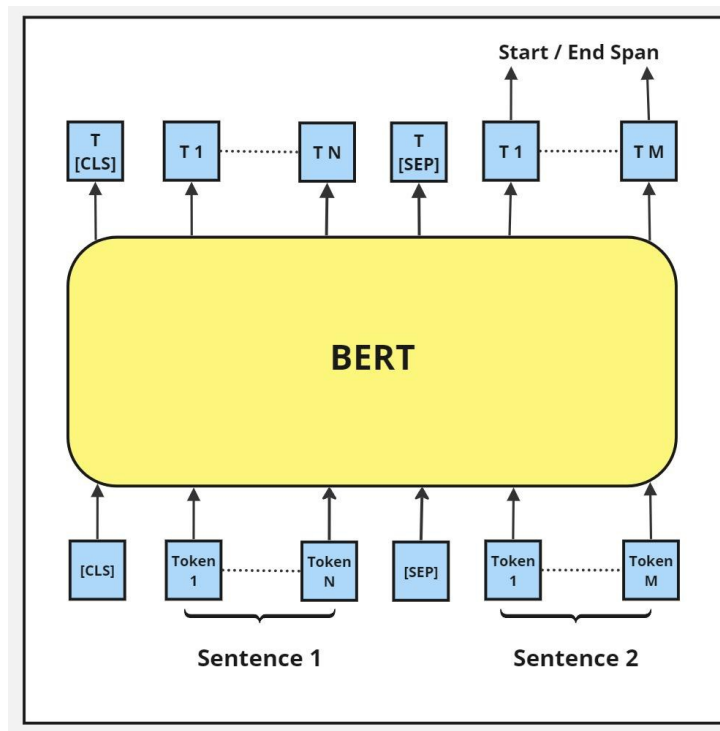 Start / End Span
T
[CLS]
T 1
T N
T
[SEP]
T 1
T M
BERT
[CLS]
Token
1
Token
N
[SEP]
Token
1
Token
M
Sentence 1
Sentence 2